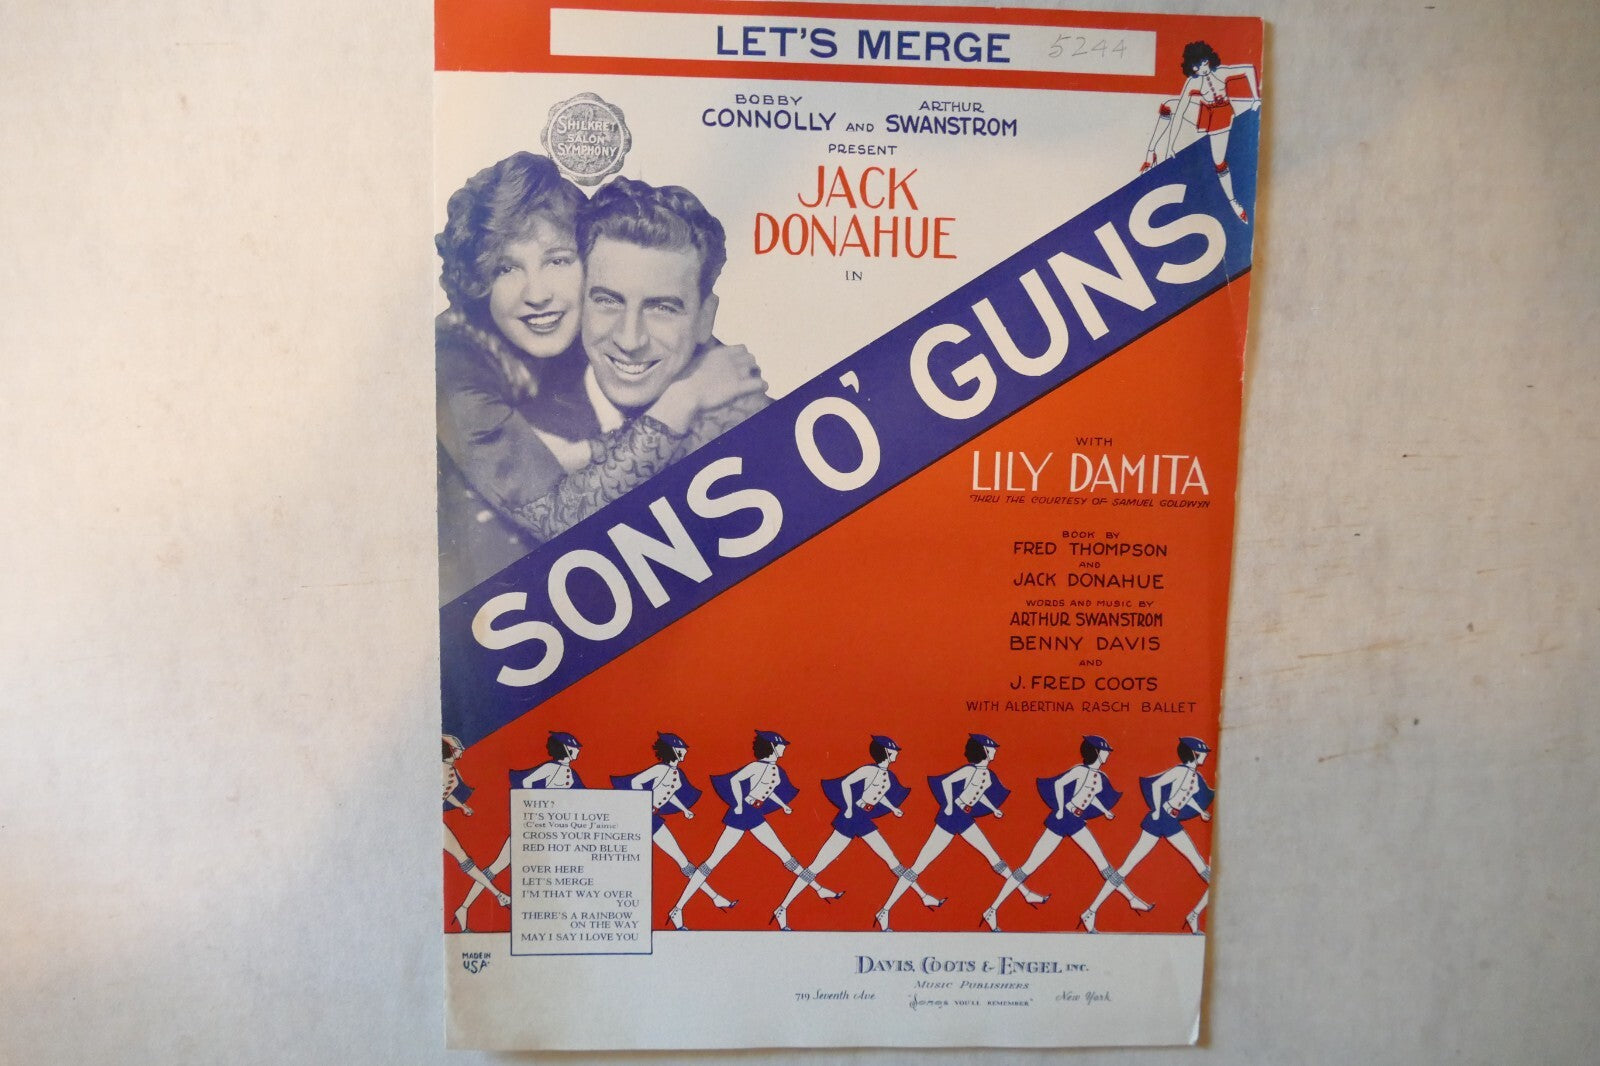 LET'S MERGE 5244
SHILKRET
SALON
SYMPHONY
BOBBY ARTHUR
CONNOLLY AND SWANSTROM
PRESENT
JACK
DONAHUE
IN
SONS O' GUNS
WITH
LILY DAMITA
THRU THE COURTESY OF SAMUEL GOLDWYN
BOOK BY
FRED THOMPSON
AND
JACK DONAHUE
WORDS AND MUSIC BY
ARTHUR SWANSTROM
BENNY DAVIS
AND
J. FRED COOTS
WITH ALBERTINA RASCH BALLET
WHY?
IT'S YOU I LOVE
(C'est Vous Que J'aime)
CROSS YOUR FINGERS
RED HOT AND BLUE
RHYTHM
OVER HERE
LET'S MERGE
I'M THAT WAY OVER
YOU
THERE'S A RAINBOW
ON THE WAY
MAY I SAY I LOVE YOU
MADE IN
USA.
DAVIS, COOTS & ENGEL INC.
MUSIC PUBLISHERS
719 Seventh Ave "Songs YOU'LL REMEMBER" New York